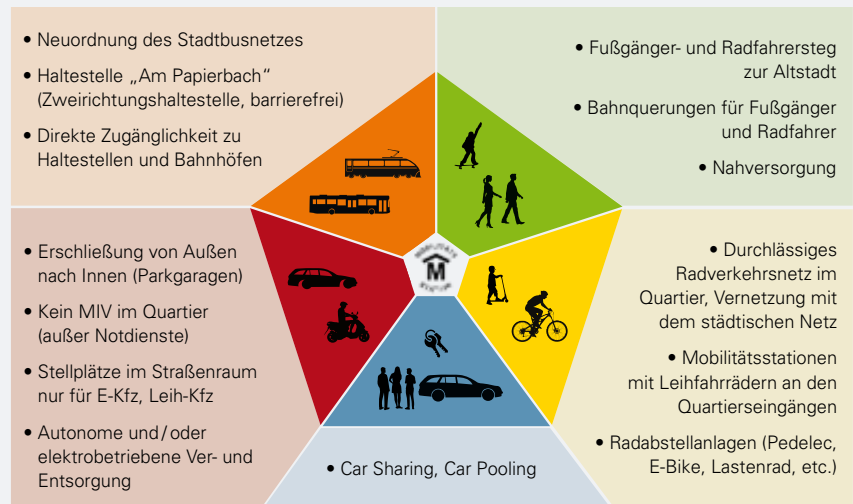 • Neuordnung des Stadtbusnetzes
• Haltestelle „Am Papierbach“
(Zweirichtungshaltestelle, barrierefrei)
• Direkte Zugänglichkeit zu
Haltestellen und Bahnhöfen
• Fußgänger- und Radfahrersteg
zur Altstadt
• Bahnquerungen für Fußgänger
und Radfahrer
• Nahversorgung
• Erschließung von Außen
nach Innen (Parkgaragen)
• Kein MIV im Quartier
(außer Notdienste)
• Stellplätze im Straßenraum
nur für E-Kfz, Leih-Kfz
• Autonome und/oder
elektrobetriebene Ver- und
Entsorgung
MOBILITÄTS
M
STATION
• Durchlässiges
Radverkehrsnetz im
Quartier, Vernetzung mit
dem städtischen Netz
• Mobilitätsstationen
mit Leihfahrrädern an den
Quartierseingängen
• Radabstellanlagen (Pedelec,
E-Bike, Lastenrad, etc.)
• Car Sharing, Car Pooling